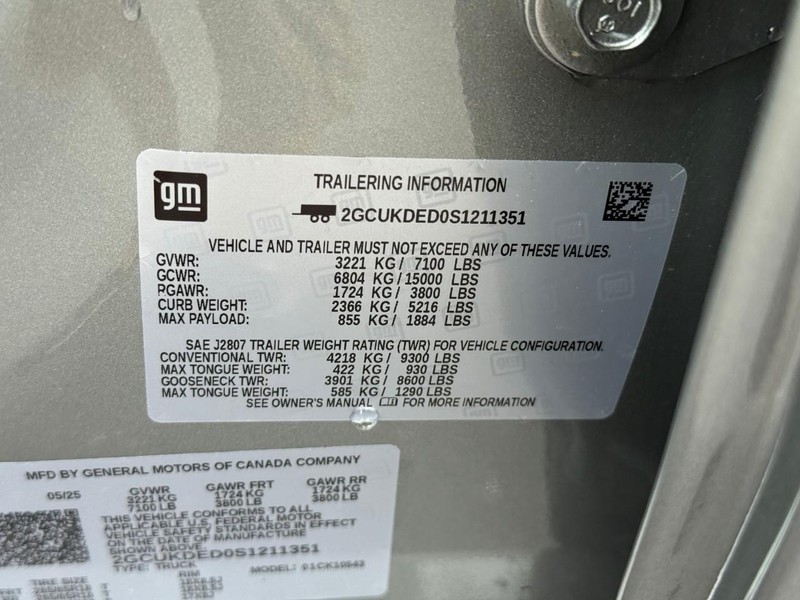 gm
TRAILERING INFORMATION
2GCUKDED0S1211351
VEHICLE AND TRAILER MUST NOT EXCEED ANY OF THESE VALUES.
GVWR: 3221 KG / 7100 LBS
GCWR: 6804 KG / 15000 LBS
RGAWR: 1724 KG / 3800 LBS
CURB WEIGHT: 2366 KG / 5216 LBS
MAX PAYLOAD: 855 KG / 1884 LBS
SAE J2807 TRAILER WEIGHT RATING (TWR) FOR VEHICLE CONFIGURATION.
CONVENTIONAL TWR: 4218 KG / 9300 LBS
MAX TONGUE WEIGHT: 422 KG / 930 LBS
GOOSENECK TWR: 3901 KG / 8600 LBS
MAX TONGUE WEIGHT: 585 KG / 1290 LBS
SEE OWNER'S MANUAL FOR MORE INFORMATION
MFD BY GENERAL MOTORS OF CANADA COMPANY
05/25 GVWR GAWR FRT GAWR RR
3221 KG 1724 KG 1724 KG
7100 LB 3800 LB 3800 LB
THIS VEHICLE CONFORMS TO ALL
APPLICABLE U.S. FEDERAL MOTOR
VEHICLE SAFETY STANDARDS IN EFFECT
ON THE DATE OF MANUFACTURE
SHOWN ABOVE
2GCUKDED0S1211351
TYPE: TRUCK MODEL:
TIRE SIZE RIM